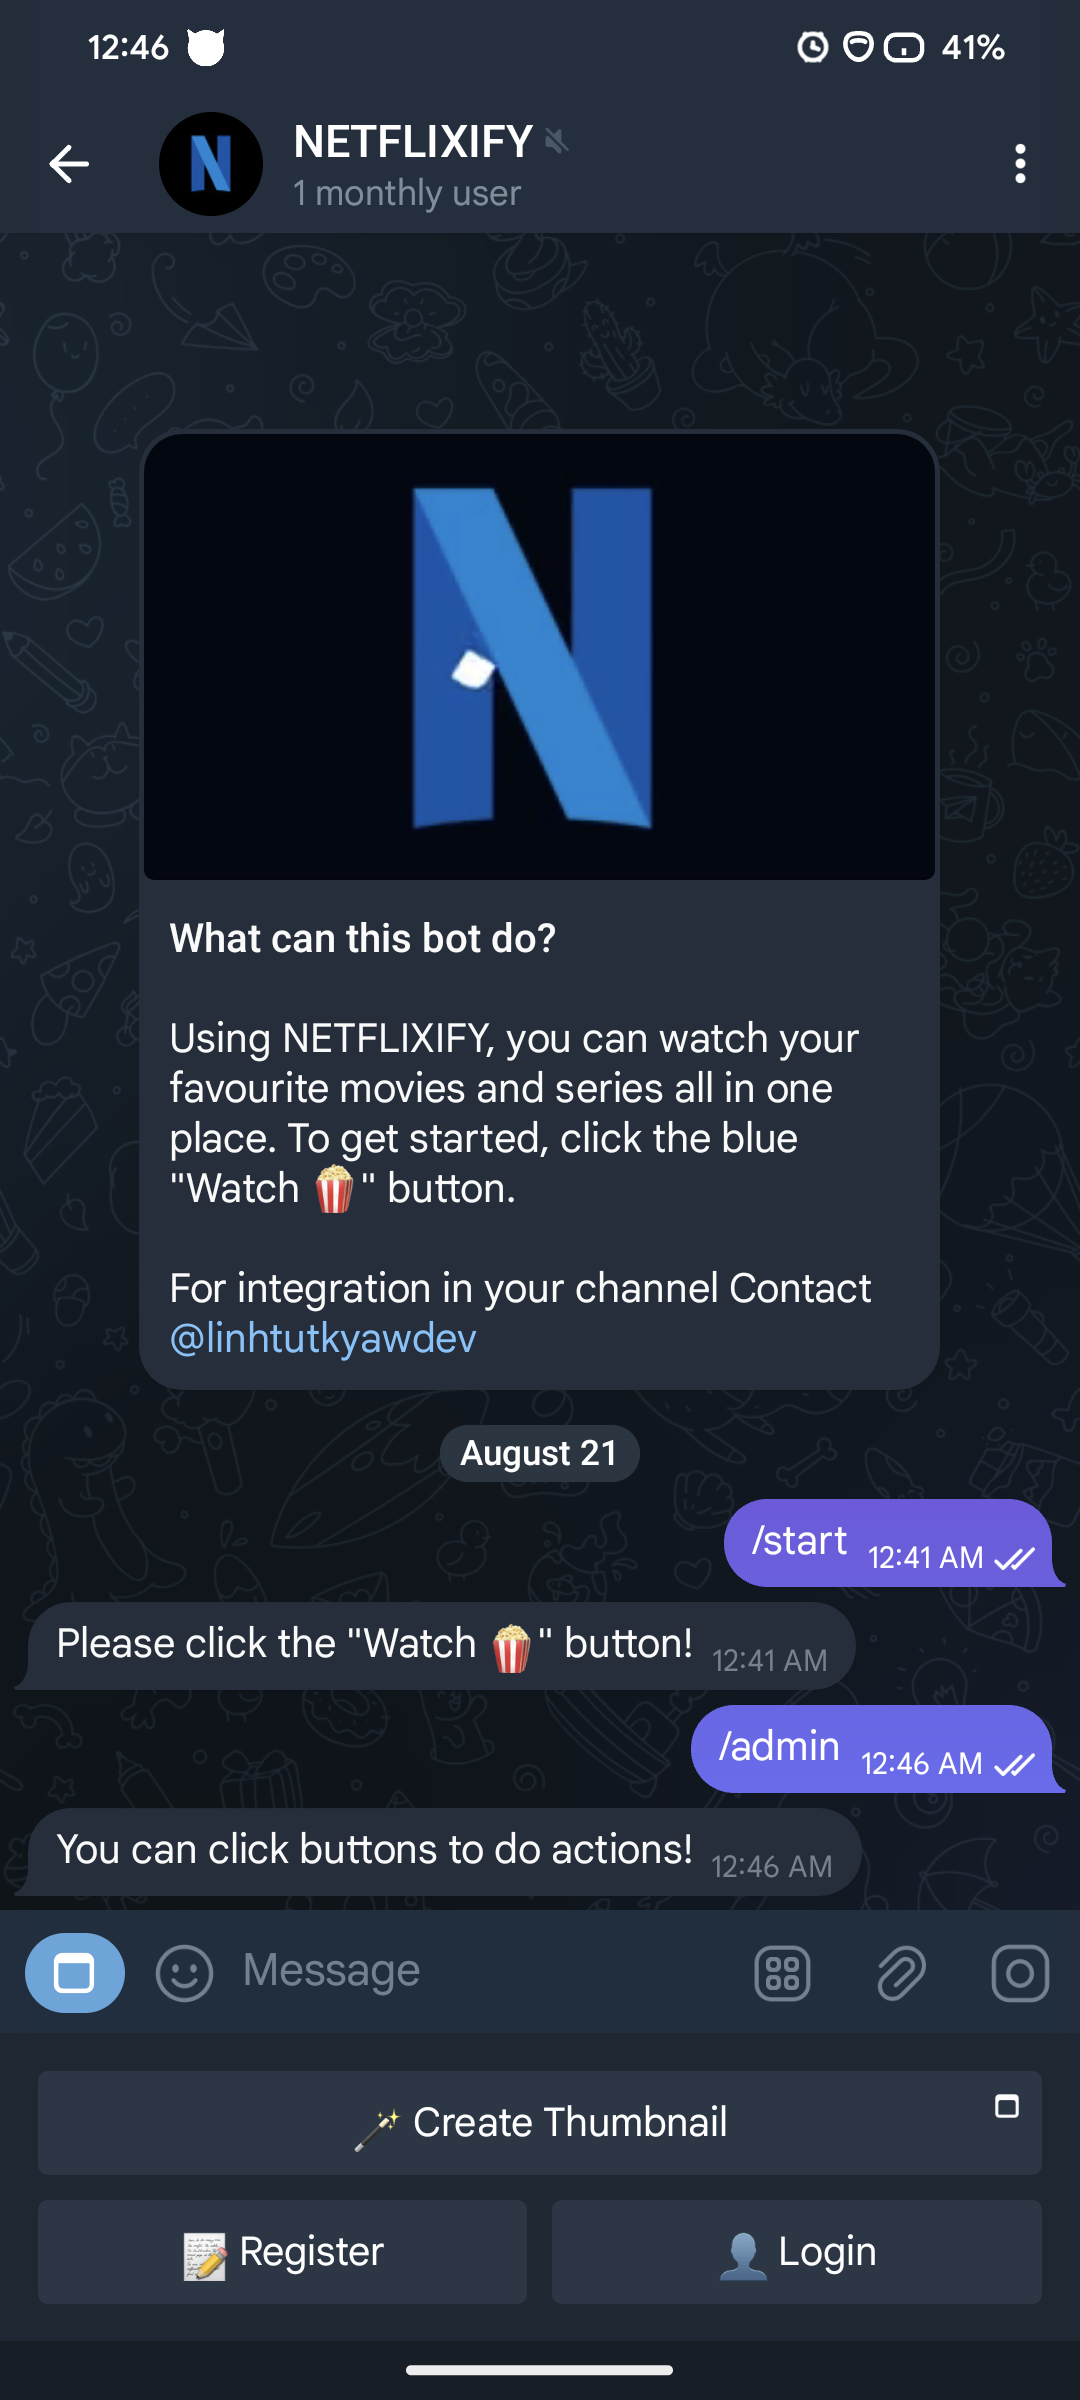 12:46
41%
NETFLIXIFY
1 monthly user
What can this bot do?
Using NETFLIXIFY, you can watch your
favourite movies and series all in one
place. To get started, click the blue
"Watch 🍿" button.
For integration in your channel Contact
@linhtutkyawdev
August 21
/start 12:41 AM
Please click the "Watch 🍿" button! 12:41 AM
/admin 12:46 AM
You can click buttons to do actions! 12:46 AM
Message
Create Thumbnail
Register
Login